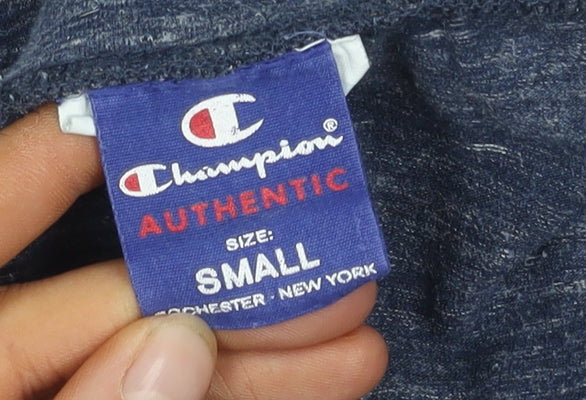 Champion®
AUTHENTIC
SIZE:
SMALL
ROCHESTER · NEW YORK